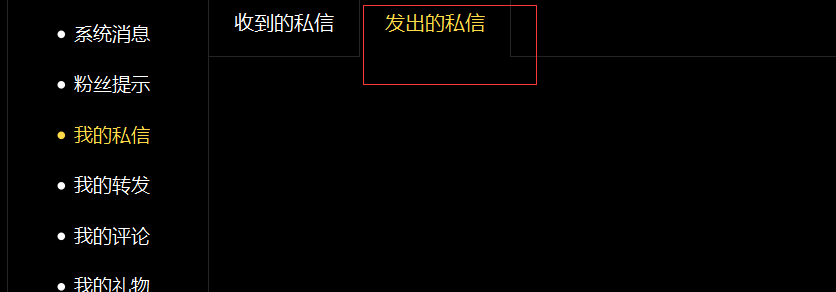 收到的私信
发出的私信
系统消息
粉丝提示
我的私信
我的转发
我的评论
我的礼物